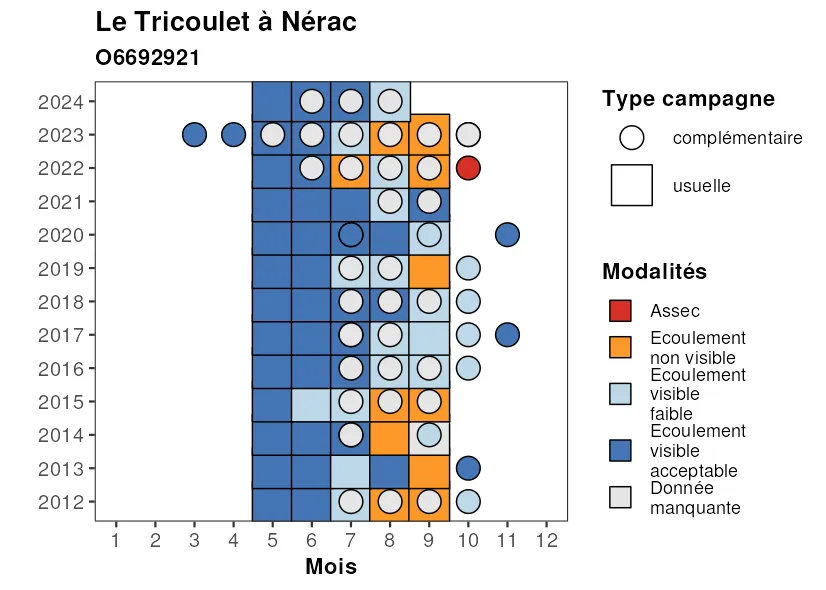 Le Tricoulet à Nérac
O6692921
2024
2023
2022
2021
2020
2019
2018
2017
2016
2015
2014
2013
2012
1 2 3 4 5 6 7 8 9 10 11 12
Mois
Type campagne
complémentaire
usuelle
Modalités
Assec
Ecoulement
non visible
Ecoulement
visible
faible
Ecoulement
visible
acceptable
Donnée
manquante